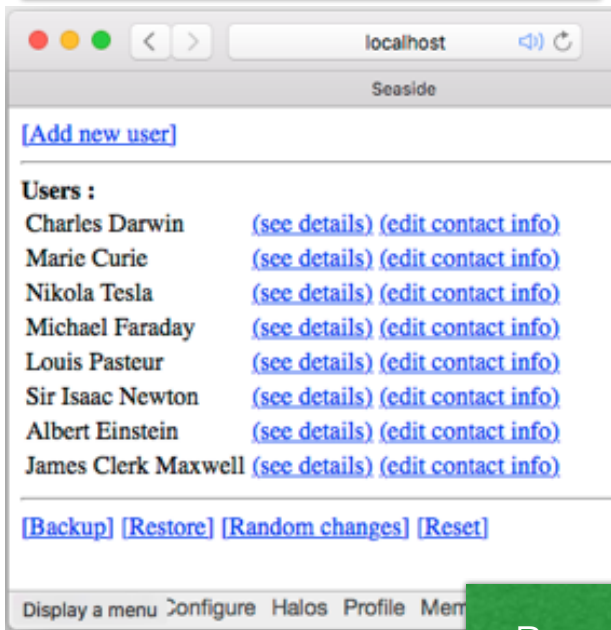 localhost
Seaside
[Add new user]
Users :
Charles Darwin (see details) (edit contact info)
Marie Curie (see details) (edit contact info)
Nikola Tesla (see details) (edit contact info)
Michael Faraday (see details) (edit contact info)
Louis Pasteur (see details) (edit contact info)
Sir Isaac Newton (see details) (edit contact info)
Albert Einstein (see details) (edit contact info)
James Clerk Maxwell (see details) (edit contact info)
[Backup] [Restore] [Random changes] [Reset]
Display a menu Configure Halos Profile Mem